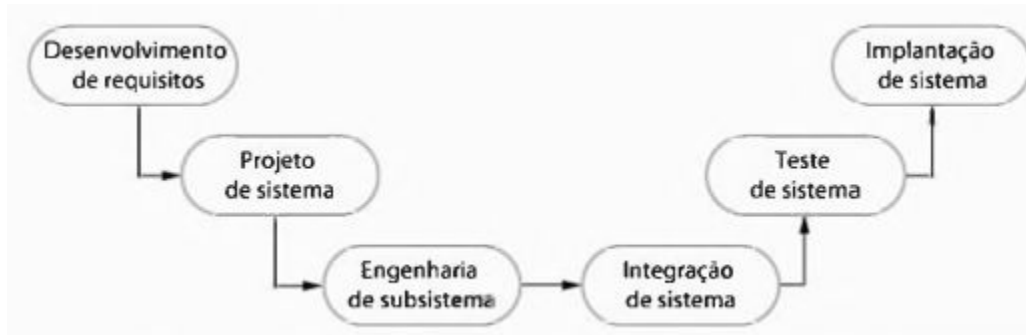 Desenvolvimento
de requisitos
Projeto
de sistema
Engenharia
de subsistema
Integração
de sistema
Teste
de sistema
Implantação
de sistema